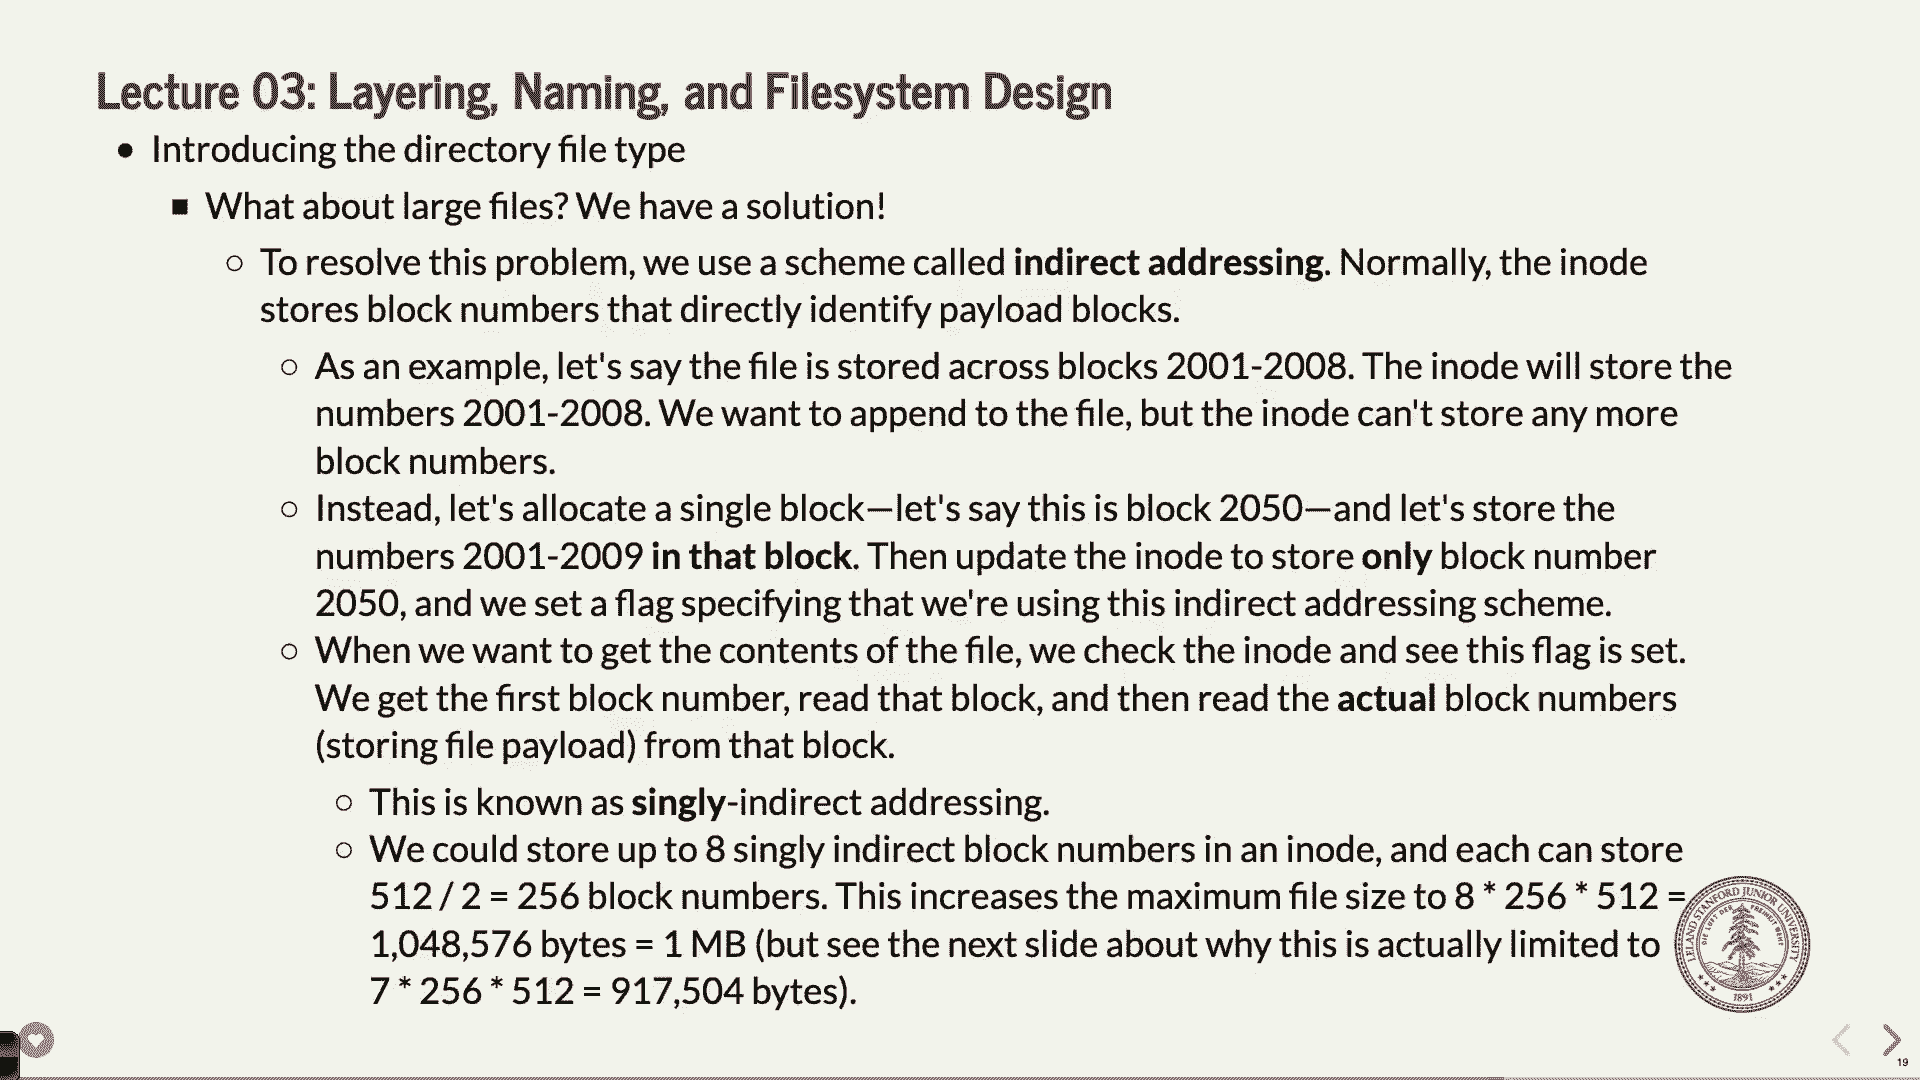 Lecture 03: Layering, Naming, and Filesystem Design
Introducing the directory file type
What about large files? We have a solution!
To resolve this problem, we use a scheme called indirect addressing. Normally, the inode
stores block numbers that directly identify payload blocks.
As an example, let's say the file is stored across blocks 2001-2008. The inode will store the
numbers 2001-2008. We want to append to the file, but the inode can't store any more
block numbers.
Instead, let's allocate a single block—let's say this is block 2050—and let's store the
numbers 2001-2009 in that block. Then update the inode to store only block number
2050, and we set a flag specifying that we're using this indirect addressing scheme.
When we want to get the contents of the file, we check the inode and see this flag is set.
We get the first block number, read that block, and then read the actual block numbers
(storing file payload) from that block.
This is known as singly-indirect addressing.
We could store up to 8 singly indirect block numbers in an inode, and each can store
512 / 2 = 256 block numbers. This increases the maximum file size to 8 * 256 * 512 =
1,048,576 bytes = 1 MB (but see the next slide about why this is actually limited to
7 * 256 * 512 = 917,504 bytes).
LELAND STANFORD JUNIOR UNIVERSITY
DIE LUFT DER FREIHEIT WEHT
1891
19